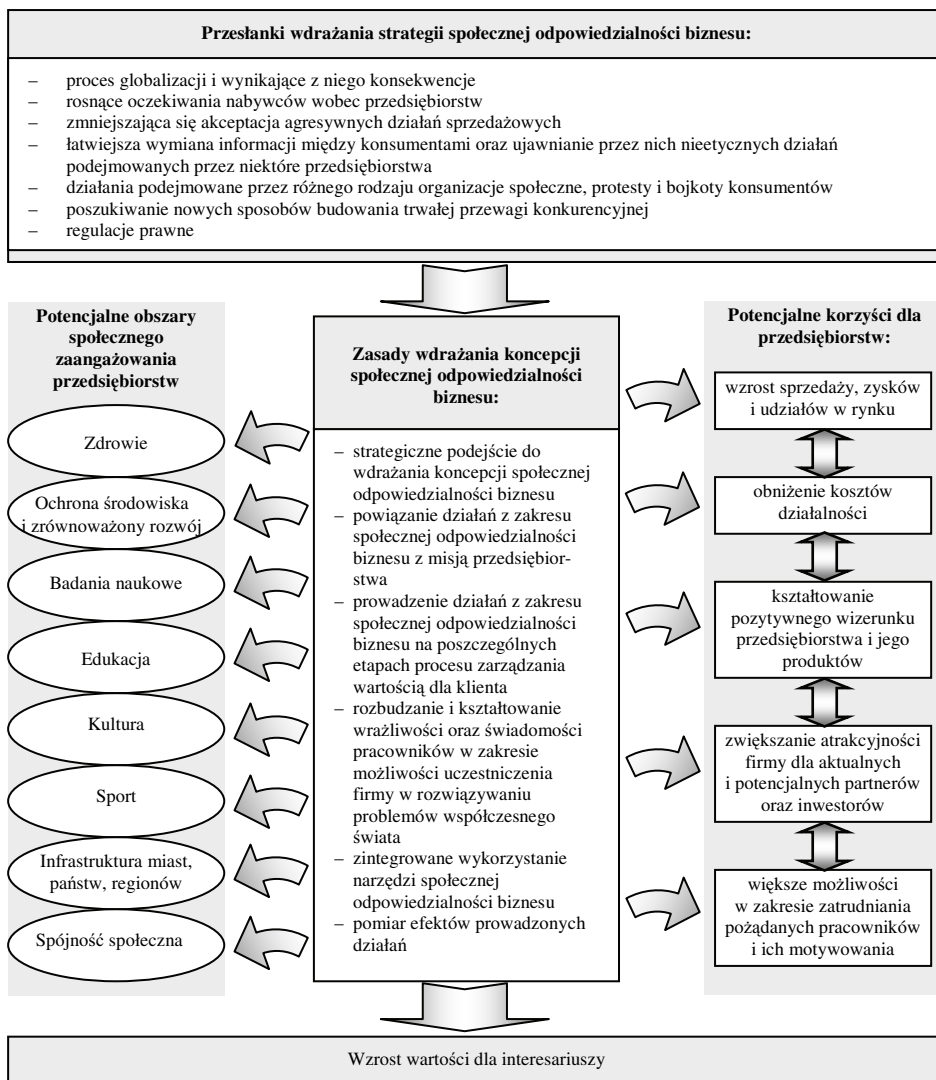 Przesłanki wdrażania strategii społecznej odpowiedzialności biznesu:
– proces globalizacji i wynikające z niego konsekwencje
– rosnące oczekiwania nabywców wobec przedsiębiorstw
– zmniejszająca się akceptacja agresywnych działań sprzedażowych
– łatwiejsza wymiana informacji między konsumentami oraz ujawnianie przez nich nieetycznych działań
podejmowanych przez niektóre przedsiębiorstwa
– działania podejmowane przez różnego rodzaju organizacje społeczne, protesty i bojkoty konsumentów
– poszukiwanie nowych sposobów budowania trwałej przewagi konkurencyjnej
– regulacje prawne
Potencjalne obszary
społecznego
zaangażowania
przedsiębiorstw
Zdrowie
Ochrona środowiska
i zrównoważony rozwój
Badania naukowe
Edukacja
Kultura
Sport
Infrastruktura miast,
państw, regionów
Spójność społeczna
Zasady wdrażania koncepcji
społecznej odpowiedzialności
biznesu:
– strategiczne podejście do
wdrażania koncepcji społecznej
odpowiedzialności biznesu
– powiązanie działań z zakresu
społecznej odpowiedzialności
biznesu z misją przedsiębior-
stwa
– prowadzenie działań z zakresu
społecznej odpowiedzialności
biznesu na poszczególnych
etapach procesu zarządzania
wartością dla klienta
– rozbudzanie i kształtowanie
wrażliwości oraz świadomości
pracowników w zakresie
możliwości uczestniczenia
firmy w rozwiązywaniu
problemów współczesnego
świata
– zintegrowane wykorzystanie
narzędzi społecznej
odpowiedzialności biznesu
– pomiar efektów prowadzonych
działań
Potencjalne korzyści dla
przedsiębiorstw:
wzrost sprzedaży, zysków
i udziałów w rynku
obniżenie kosztów
działalności
kształtowanie
pozytywnego wizerunku
przedsiębiorstwa i jego
produktów
zwiększanie atrakcyjności
firmy dla aktualnych
i potencjalnych partnerów
oraz inwestorów
większe możliwości
w zakresie zatrudniania
pożądanych pracowników
i ich motywowania
Wzrost wartości dla interesariuszy